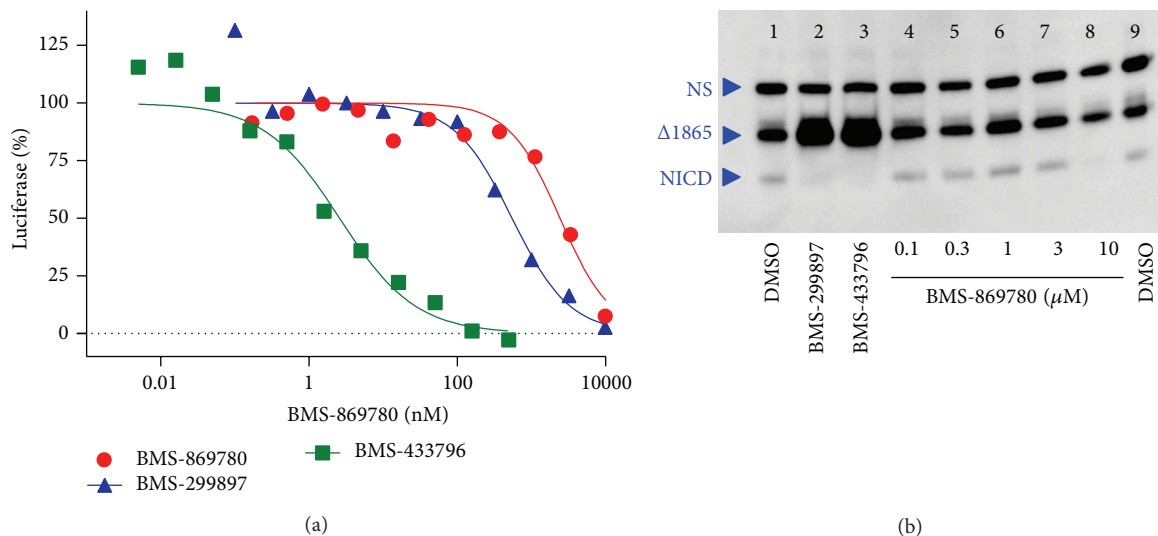 125
100
75
50
25
0
Luciferase (%)
0.01 1 100 10000
BMS-869780 (nM)
BMS-869780
BMS-299897
BMS-433796
(a)
1 2 3 4 5 6 7 8 9
NS
Δ1865
NICD
DMSO
BMS-299897
BMS-433796
0.1 0.3 1 3 10
BMS-869780 (μM)
DMSO
(b)